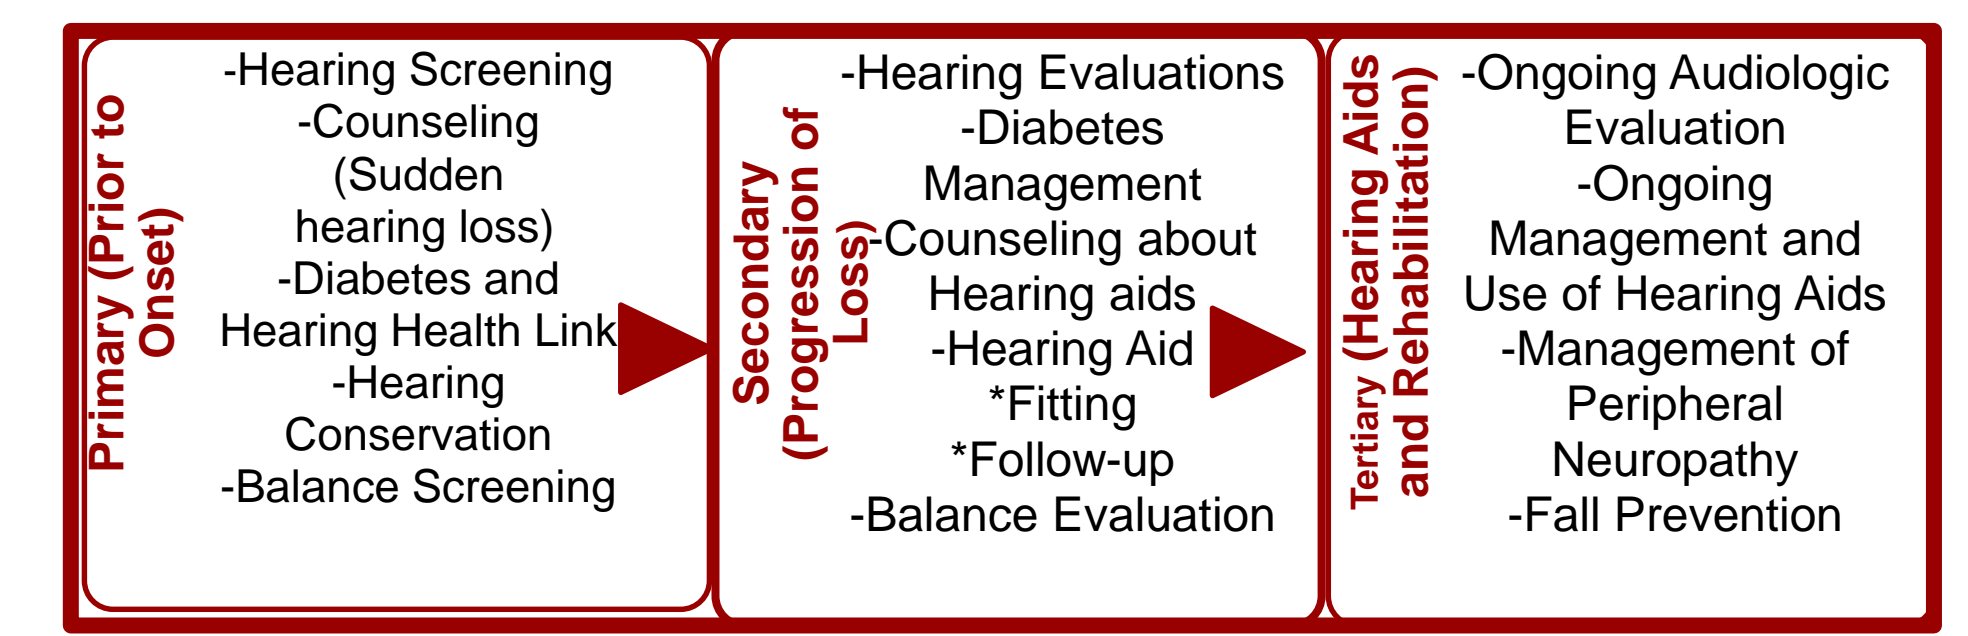 Primary (Prior to
Onset)
-Hearing Screening
-Counseling
(Sudden
hearing loss)
-Diabetes and
Hearing Health Link
-Hearing
Conservation
-Balance Screening
Secondary
(Progression of
Loss)
-Hearing Evaluations
-Diabetes
Management
-Counseling about
Hearing aids
-Hearing Aid
*Fitting
*Follow-up
-Balance Evaluation
Tertiary (Hearing Aids
and Rehabilitation)
-Ongoing Audiologic
Evaluation
-Ongoing
Management and
Use of Hearing Aids
-Management of
Peripheral
Neuropathy
-Fall Prevention